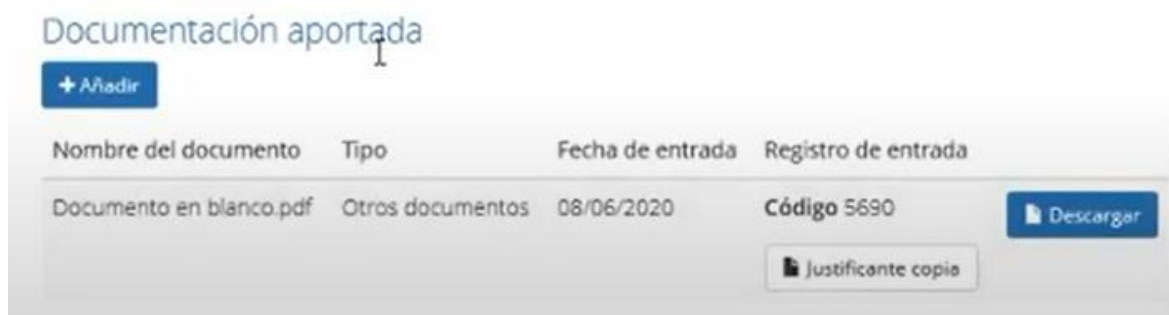 Documentación aportada
+ Añadir
Nombre del documento Tipo Fecha de entrada Registro de entrada
Documento en blanco.pdf Otros documentos 08/06/2020 Código 5690 Descargar
Justificante copia